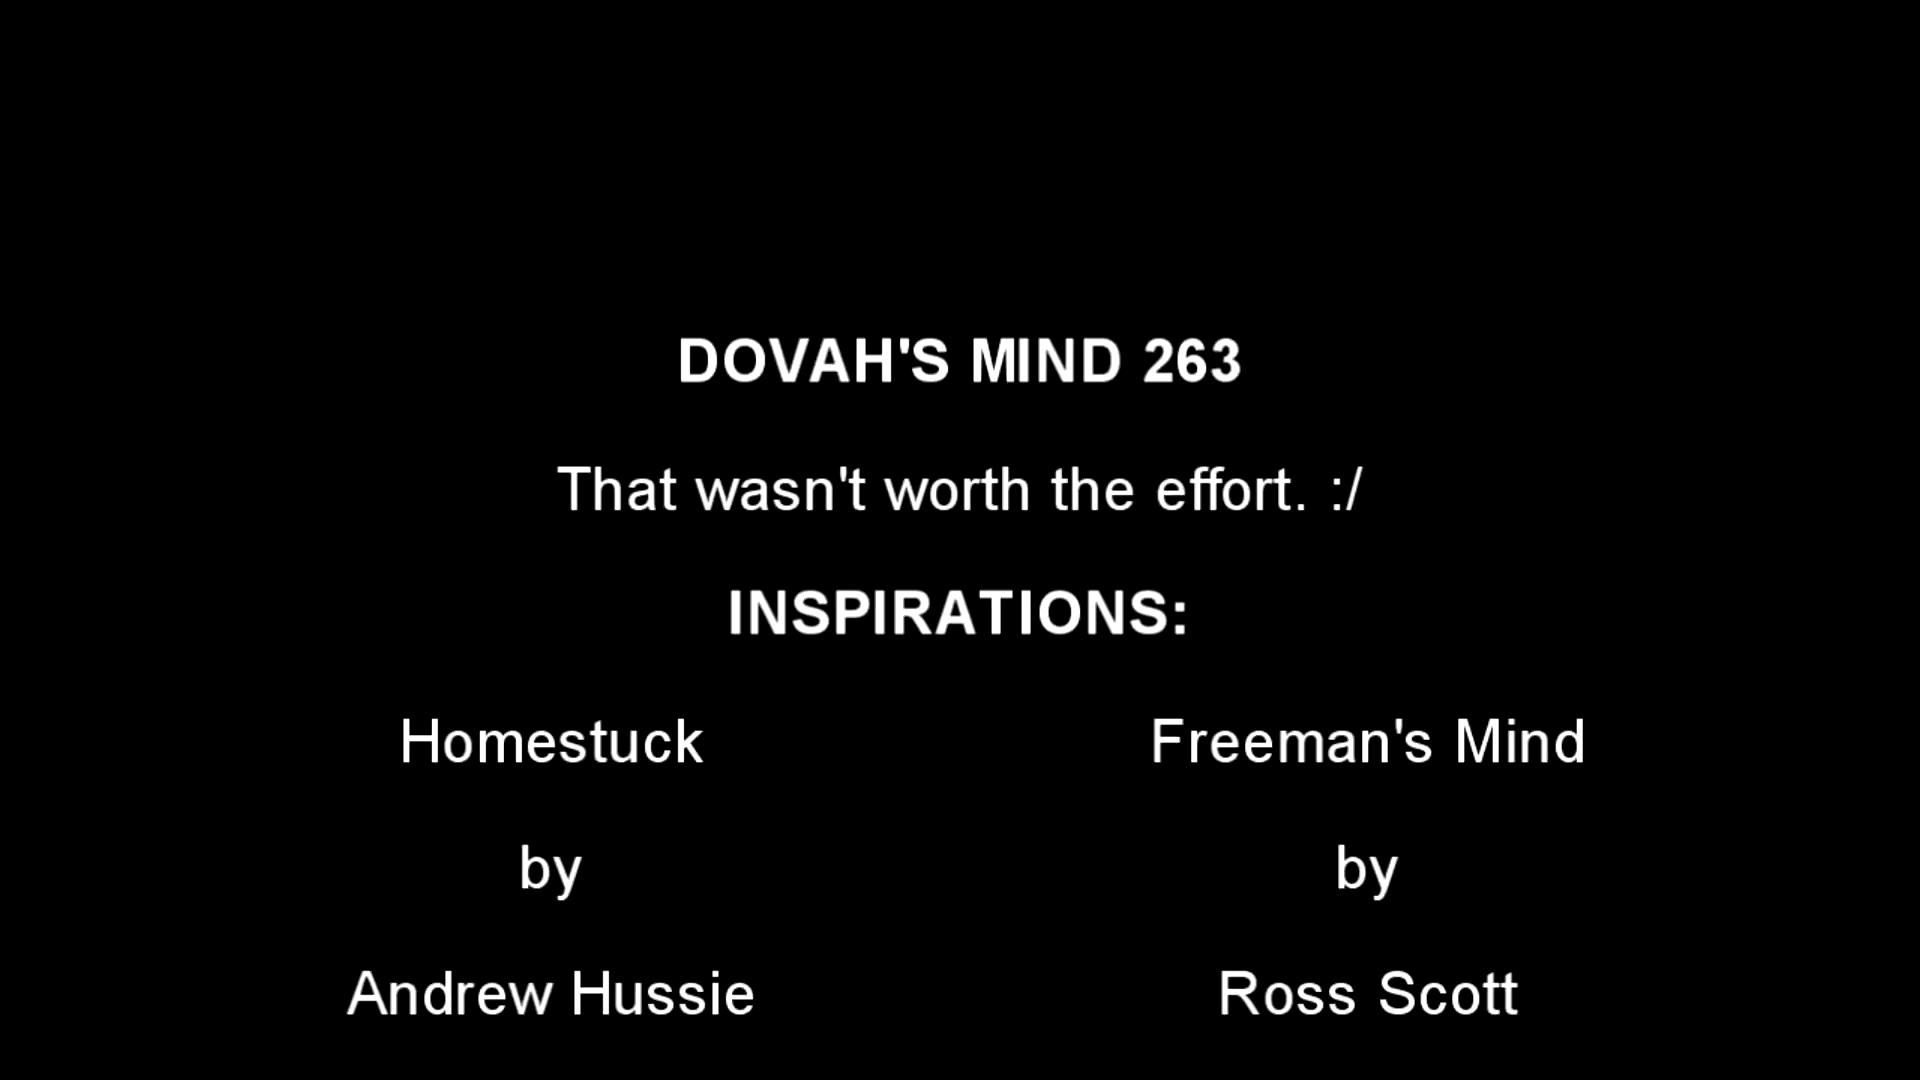 DOVAH'S MIND 263
That wasn't worth the effort. :/
INSPIRATIONS:
Homestuck
by
Andrew Hussie
Freeman's Mind
by
Ross Scott